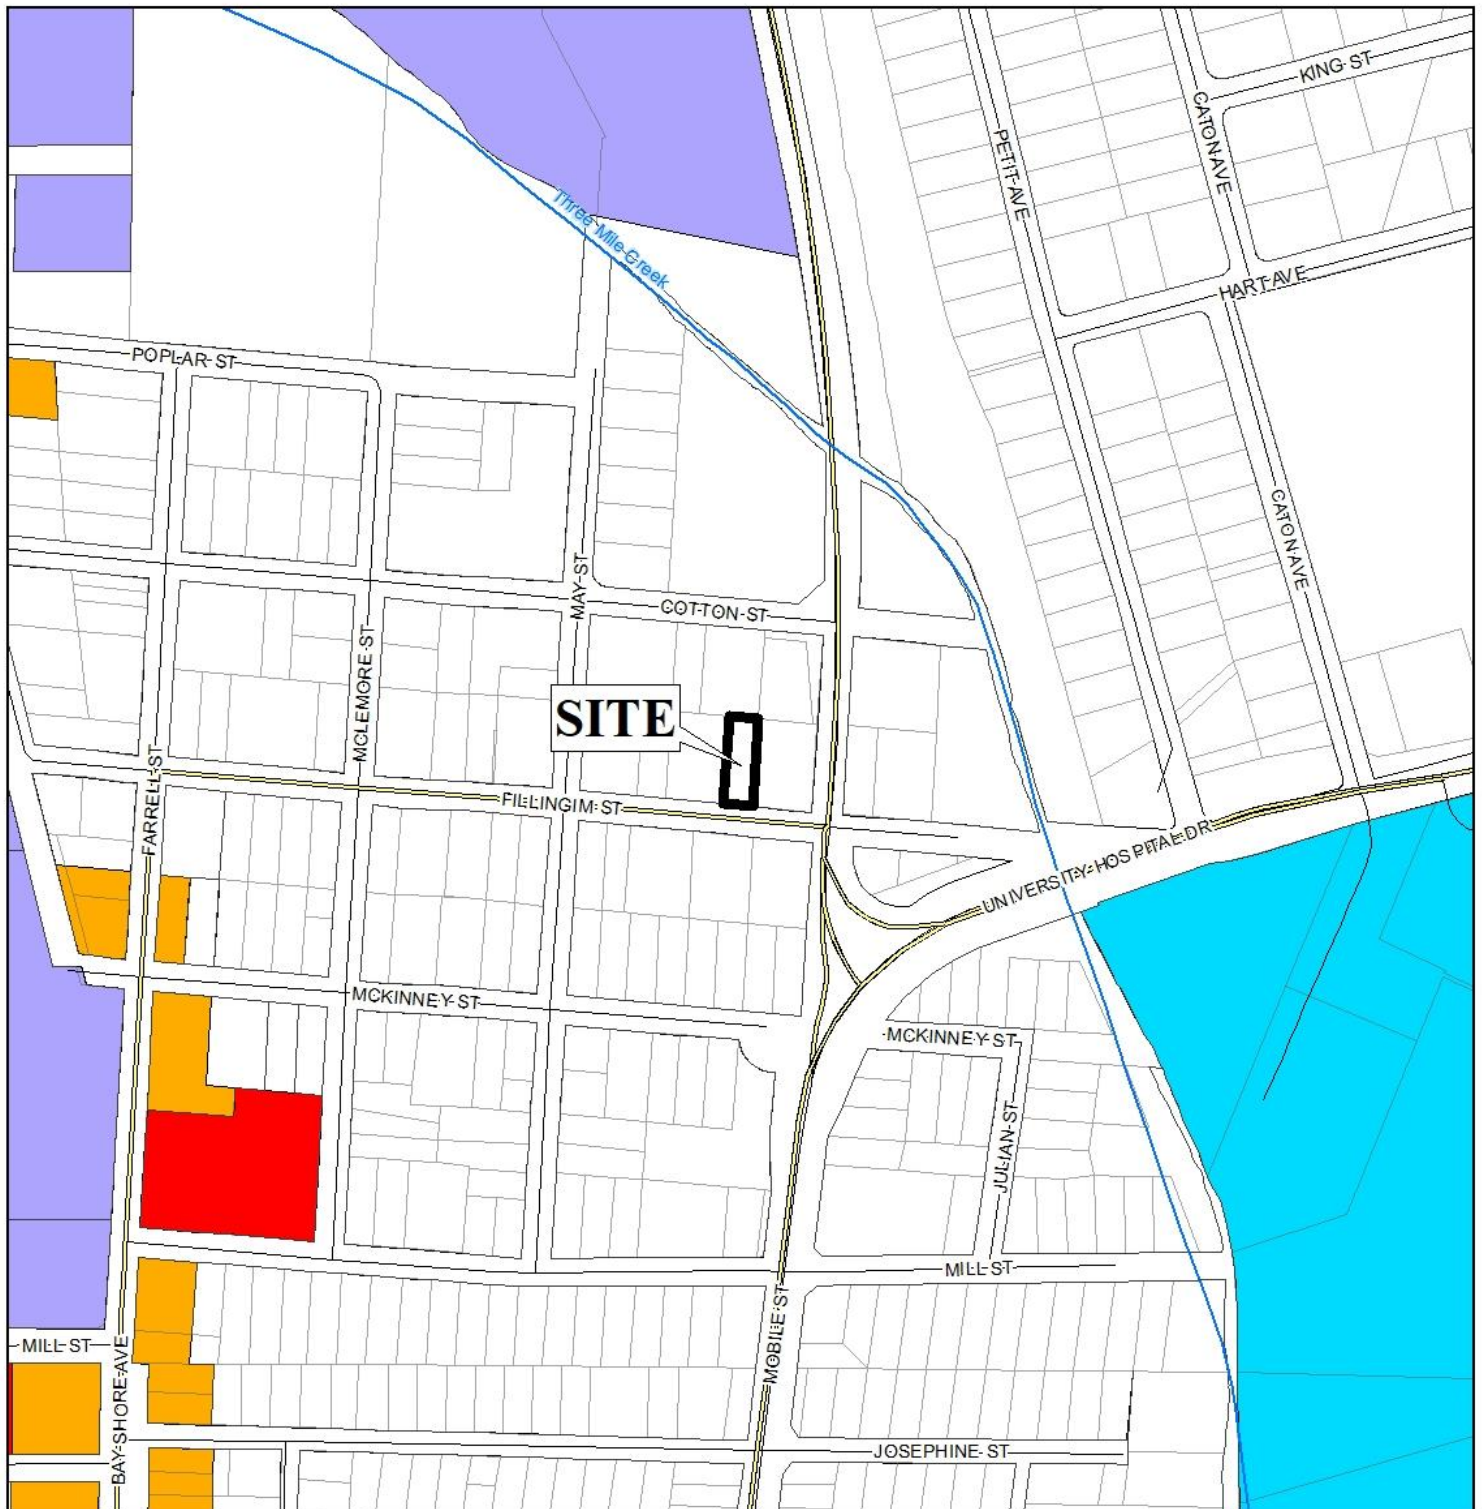 KING ST
CATON AVE
PETIT AVE
Three Mile Creek
HART AVE
POPLAR ST
CATON AVE
MAY ST
COTTON ST
MCLEMORE ST
SITE
FARRELL ST
FILLINGIM ST
UNIVERSITY HOSPITAL DR
MCKINNEY ST
MCKINNEY ST
JULIAN ST
MILL ST
MOBILE ST
MILL ST
BAY SHORE AVE
JOSEPHINE ST